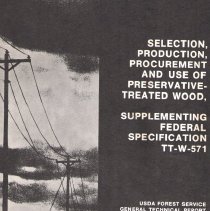 SELECTION,
PRODUCTION,
PROCUREMENT
AND USE OF
PRESERVATIVE-
TREATED WOOD,
SUPPLEMENTING
FEDERAL
SPECIFICATION
TT-W-571
USDA FOREST SERVICE
GENERAL TECHNICAL REPORT